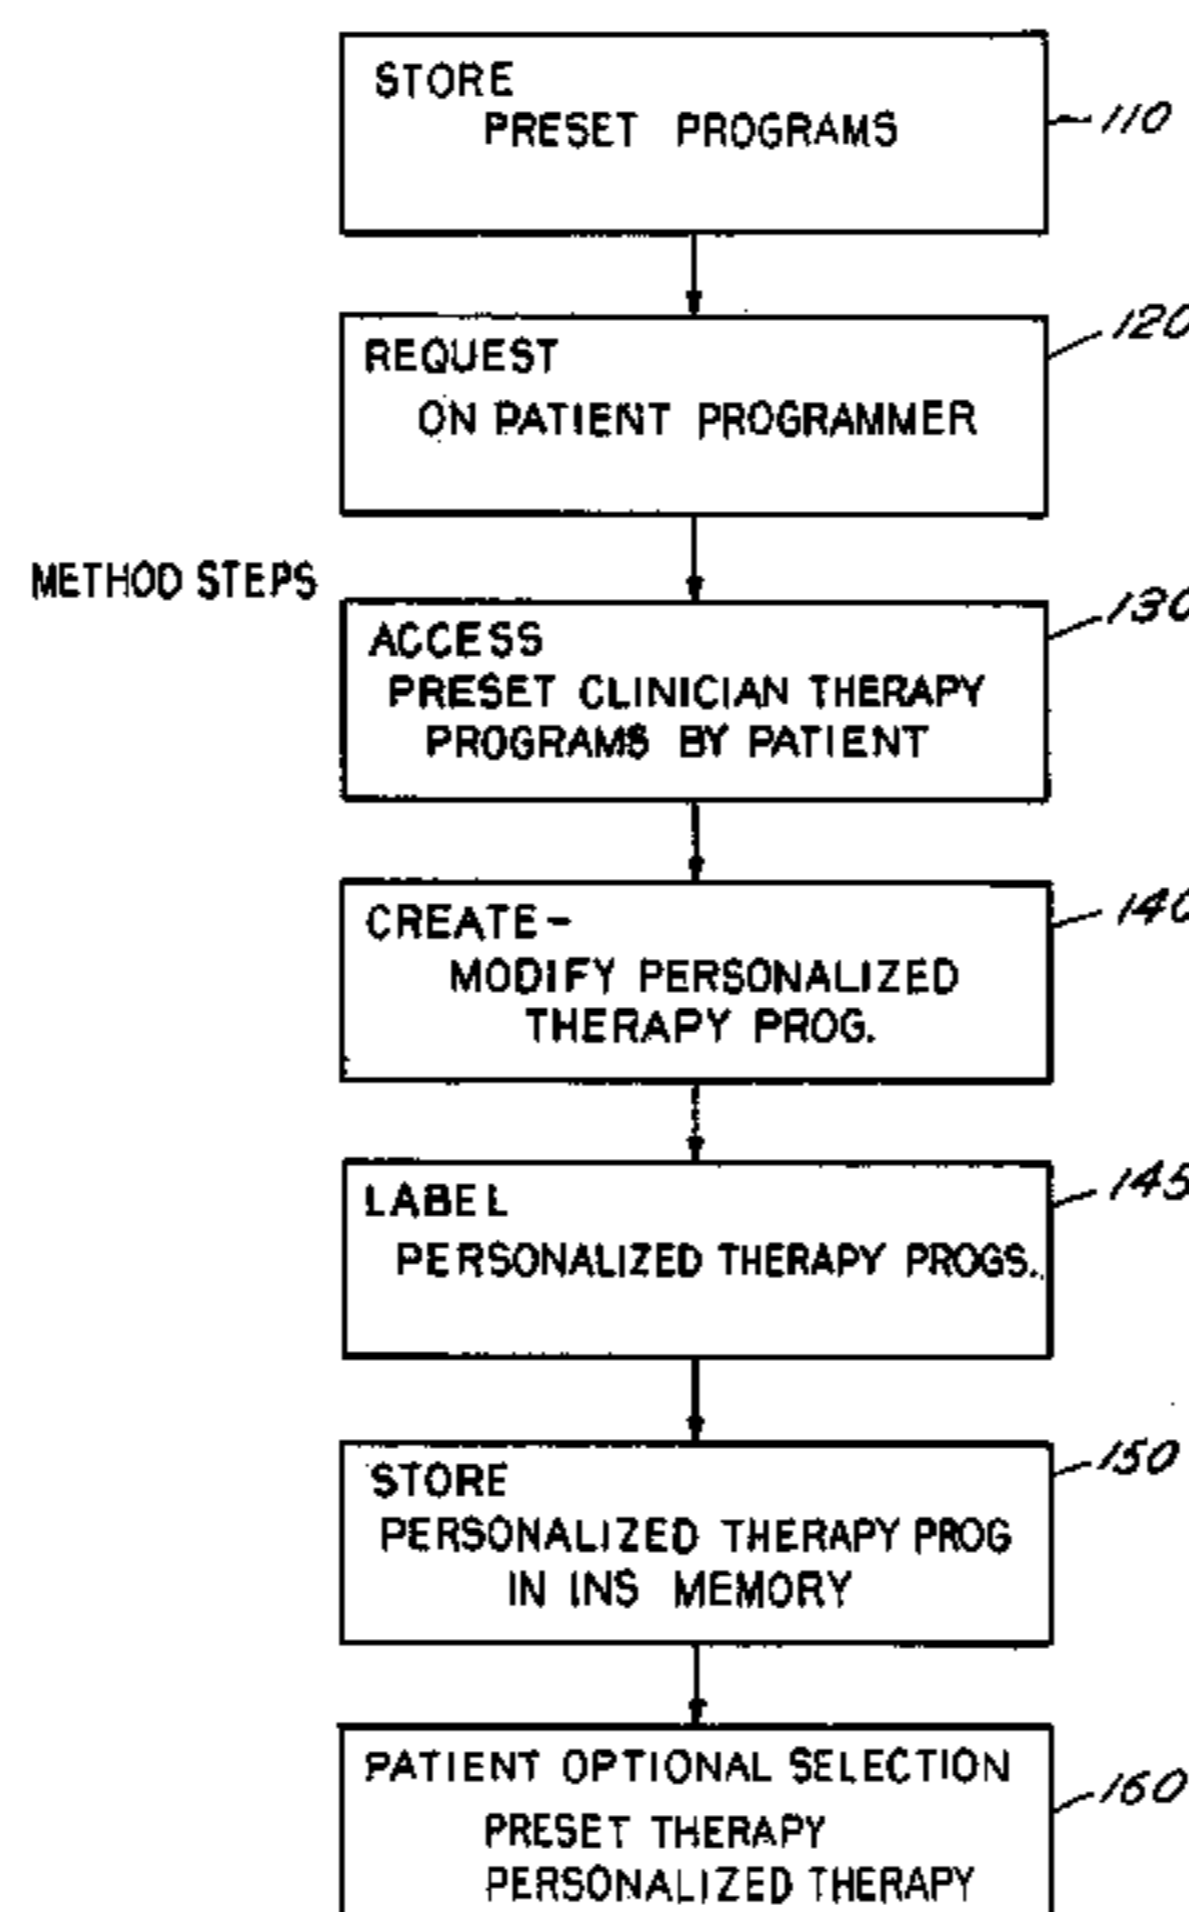 STORE
PRESET PROGRAMS
110
REQUEST
ON PATIENT PROGRAMMER
120
METHOD STEPS
ACCESS
PRESET CLINICIAN THERAPY
PROGRAMS BY PATIENT
130
CREATE-
MODIFY PERSONALIZED
THERAPY PROG.
140
LABEL
PERSONALIZED THERAPY PROGS.
145
STORE
PERSONALIZED THERAPY PROG
IN INS MEMORY
150
PATIENT OPTIONAL SELECTION
PRESET THERAPY
PERSONALIZED THERAPY
160